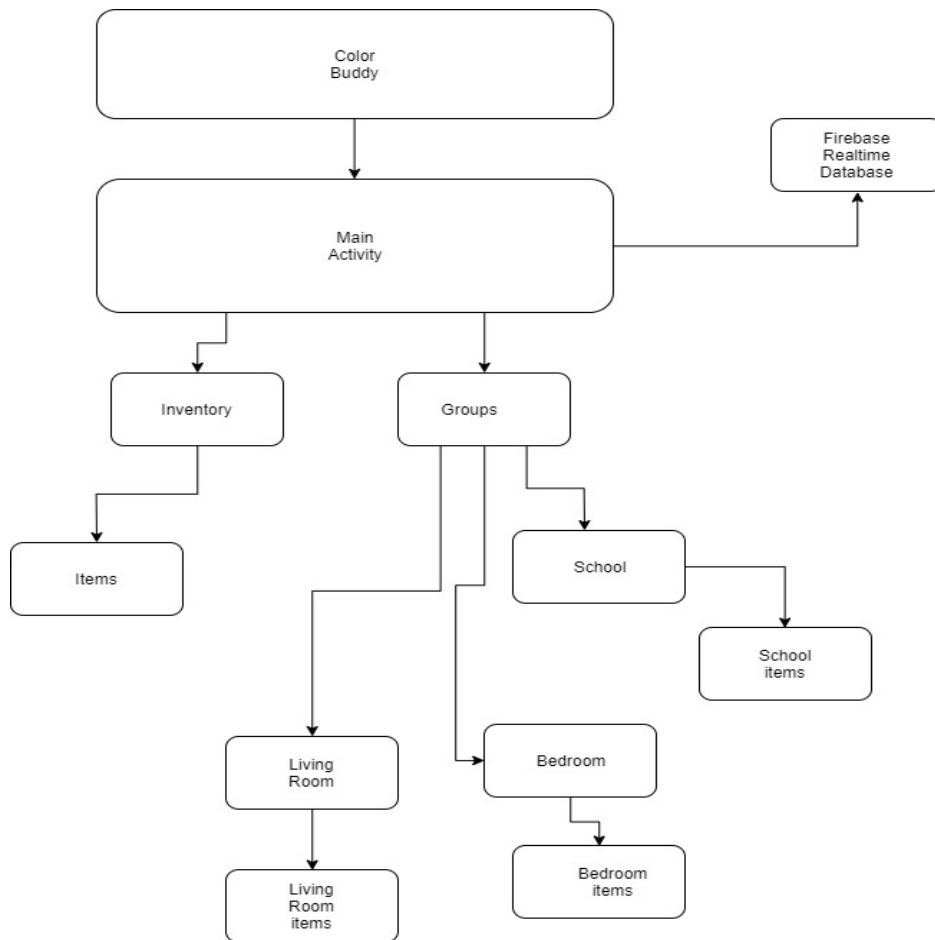 Color
Buddy
Firebase
Realtime
Database
Main
Activity
Inventory
Groups
Items
School
School
items
Living
Room
Bedroom
Living
Room
items
Bedroom
items